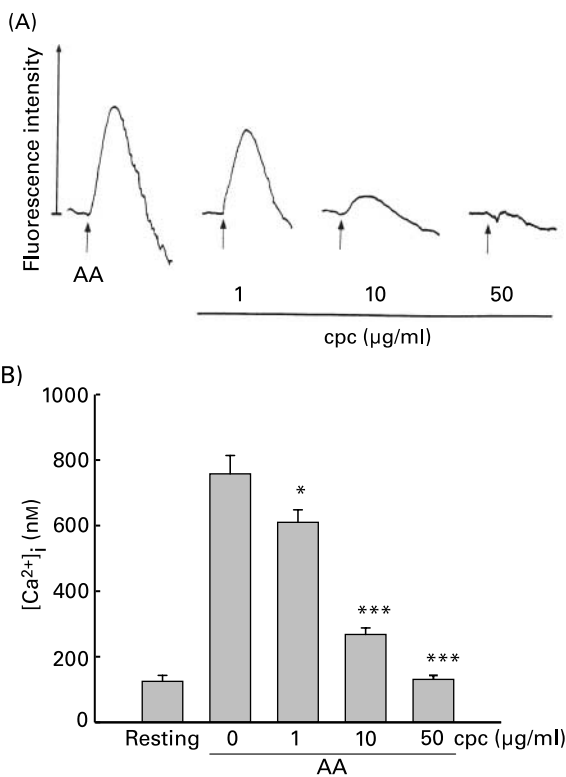 (A)
Fluorescence intensity
AA
1 10 50
cpc (µg/ml)
B)
1000
800
600
400
200
0
[Ca²⁺]ᵢ (nM)
*
***
***
Resting 0 1 10 50 cpc (µg/ml)
AA